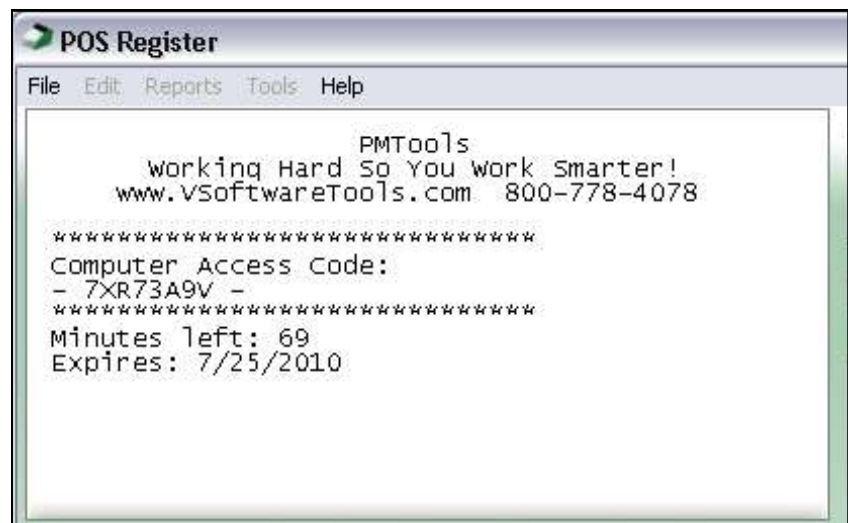 POS Register
File Edit Reports Tools Help
PMTools
Working Hard So You Work Smarter!
www.VSoftwareTools.com 800-778-4078
******************************
Computer Access Code:
- 7XR73A9V -
******************************
Minutes left: 69
Expires: 7/25/2010